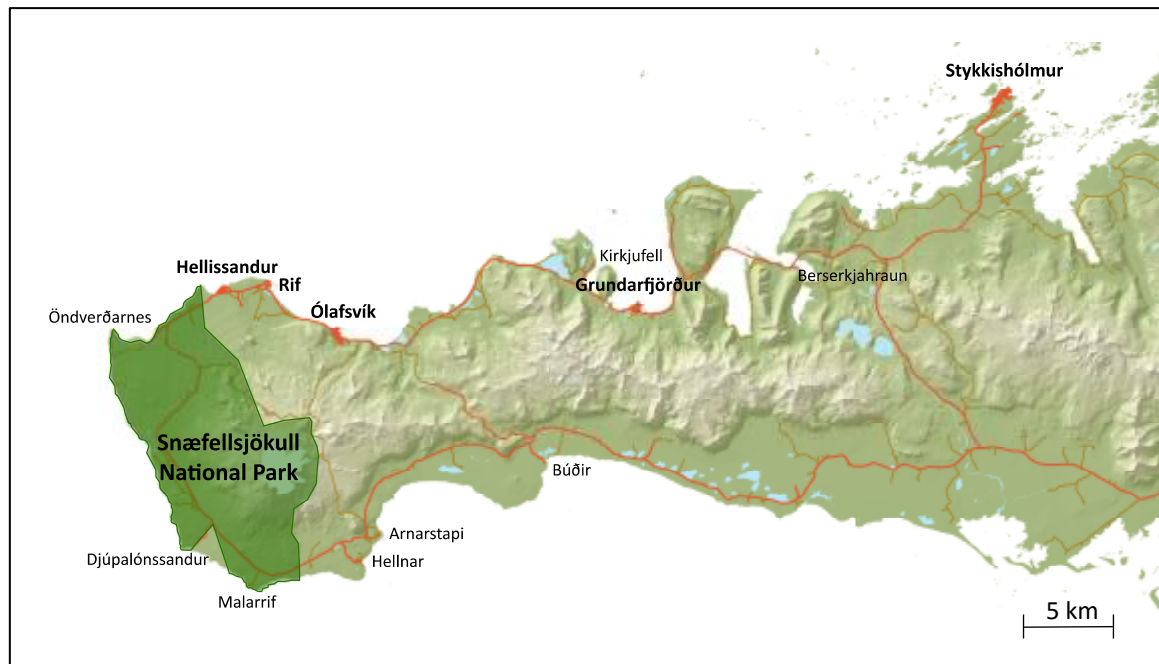 Stykkishólmur
Kirkjufell
Hellissandur
Rif
Berserkjahraun
Grundarfjörður
Öndverðarnes
Ólafsvík
Snæfellsjökull
National Park
Búðir
Arnarstapi
Djúpalónssandur
Hellnar
Malarrif
5 km